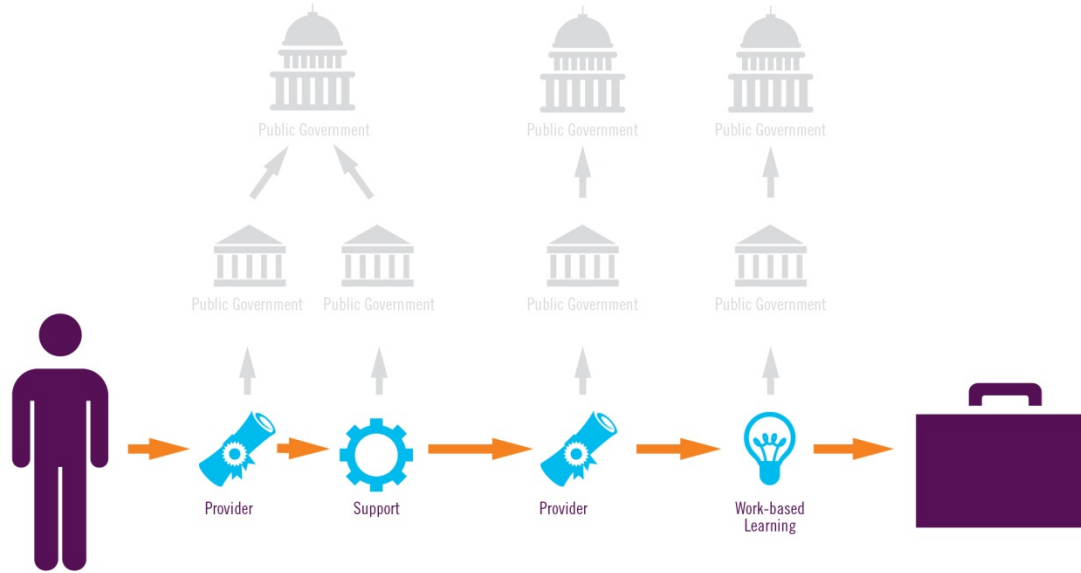 Public Government
Public Government
Public Government
Public Government
Public Government
Public Government
Public Government
Provider
Support
Provider
Work-based
Learning